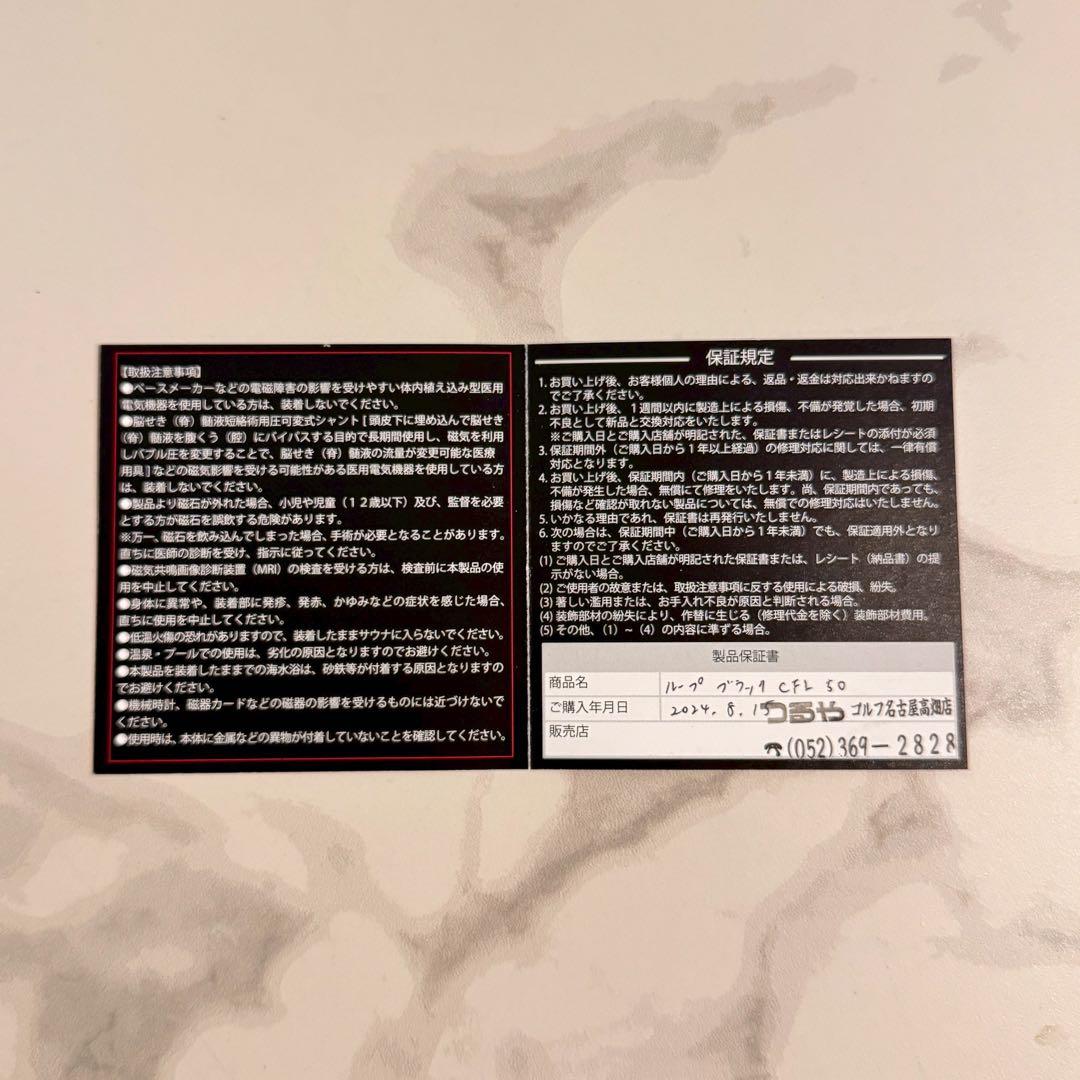 【取扱注意事項】
●ペースメーカーなどの電磁障害の影響を受けやすい体内植え込み型医用
電気機器を使用している方は、装着しないでください。
●脳せき（脊）髄液短絡術用圧可変式シャント[頭皮下に埋め込んで脳せき
（脊）髄液を腹くう（腔）にバイパスする目的で長期間使用し、磁気を利用
しバブル圧を変更することで、脳せき（脊）髄液の流量が変更可能な医療
用具]などの磁気影響を受ける可能性がある医用電気機器を使用している方
は、装着しないでください。
●製品より磁石が外れた場合、小児や児童（12歳以下）及び、監督を必要
とする方が磁石を誤飲する危険があります。
※万一、磁石を飲み込んでしまった場合、手術が必要となることがあります。
直ちに医師の診断を受け、指示に従ってください。
●磁気共鳴画像診断装置（MRI）の検査を受ける方は、検査前に本製品の使
用を中止してください。
●身体に異常や、装着部に発疹、発赤、かゆみなどの症状を感じた場合、
直ちに使用を中止してください。
●低温火傷の恐れがありますので、装着したままサウナに入らないでください。
●温泉・プールでの使用は、劣化の原因となりますのでお避けください。
●本製品を装着したままでの海水浴は、砂鉄等が付着する原因となりますの
でお避けください。
●機械時計、磁器カードなどの磁器の影響を受けるものには近づけないで
ください。
●使用時は、本体に金属などの異物が付着していないことを確認してください。
保証規定
1. お買い上げ後、お客様個人の理由による、返品・返金は対応出来かねますの
でご了承ください。
2. お買い上げ後、1週間以内に製造上による損傷、不備が発覚した場合、初期
不良として新品と交換対応をいたします。
※ご購入日とご購入店舗が明記された、保証書またはレシートの添付が必須
3. 保証期間外（ご購入日から1年以上経過）の修理対応に関しては、一律有償
対応となります。
4. お買い上げ後、保証期間内（ご購入日から1年未満）に、製造上による損傷、
不備が発生した場合、無償にて修理をいたします。尚、保証期間内であっても、
損傷など確認が取れない製品については、無償での修理対応はいたしません。
5. いかなる理由であれ、保証書は再発行いたしません。
6. 次の場合は、保証期間中（ご購入日から1年未満）でも、保証適用外となり
ますのでご了承ください。
(1) ご購入日とご購入店舗が明記された保証書または、レシート（納品書）の提
示がない場合。
(2) ご使用者の故意または、取扱注意事項に反する使用による破損、紛失。
(3) 著しい濫用または、お手入れ不良が原因と判断される場合。
(4) 装飾部材の紛失により、作替に生じる（修理代金を除く）装飾部材費用。
(5) その他、（1）～（4）の内容に準ずる場合。
製品保証書
商品名 ループ ブラック CFL 50
ご購入年月日 2024. 8. 15
販売店 つるや ゴルフ名古屋高畑店
☎(052)369-2828